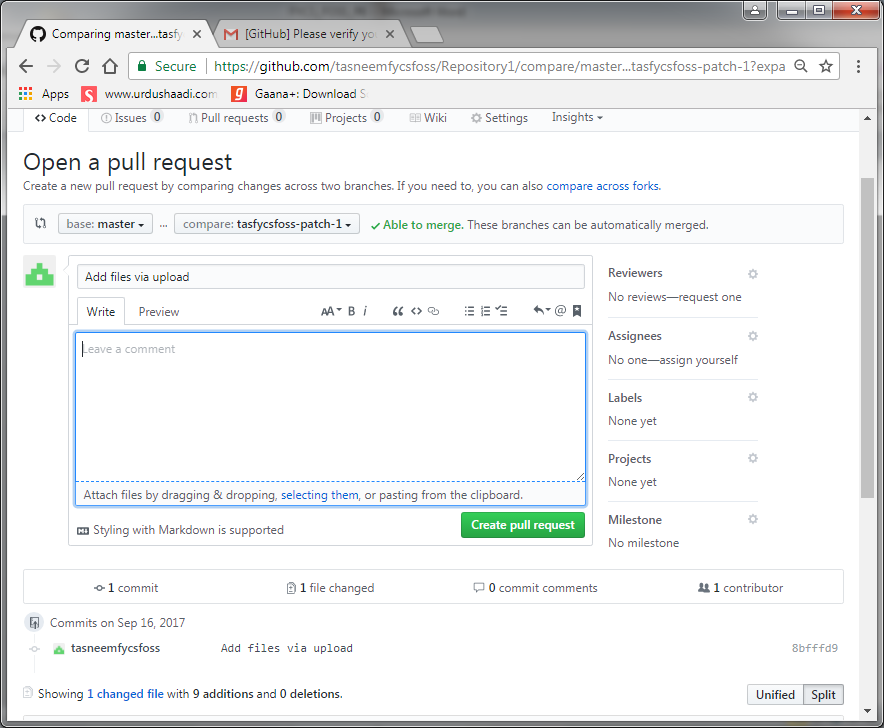 Comparing master...tasfy
[GitHub] Please verify yo
Secure
https://github.com/tasneemfycsfoss/Repository1/compare/master...tasfycsfoss-patch-1?expa
Apps
www.urdushaadi.com
Gaana+: Download S
Code
Issues 0
Pull requests 0
Projects 0
Wiki
Settings
Insights
Open a pull request
Create a new pull request by comparing changes across two branches. If you need to, you can also compare across forks.
base: master
...
compare: tasfycsfoss-patch-1
Able to merge. These branches can be automatically merged.
Add files via upload
Write
Preview
AA B i
Leave a comment
Attach files by dragging & dropping, selecting them, or pasting from the clipboard.
Styling with Markdown is supported
Create pull request
Reviewers
No reviews—request one
Assignees
No one—assign yourself
Labels
None yet
Projects
None yet
Milestone
No milestone
1 commit
1 file changed
0 commit comments
1 contributor
Commits on Sep 16, 2017
tasneemfycsfoss
Add files via upload
8bfffd9
Showing 1 changed file with 9 additions and 0 deletions.
Unified
Split